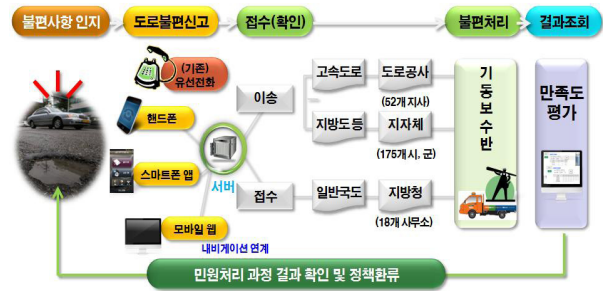 불편사항 인지
도로불편신고
접수(확인)
불편처리
결과조회
(기존)
유선전화
핸드폰
스마트폰 앱
모바일 웹
내비게이션 연계
서버
이송
접수
고속도로
도로공사
(52개 지사)
지방도 등
지자체
(175개 시, 군)
일반국도
지방청
(18개 사무소)
기동보수반
만족도
평가
민원처리 과정 결과 확인 및 정책환류